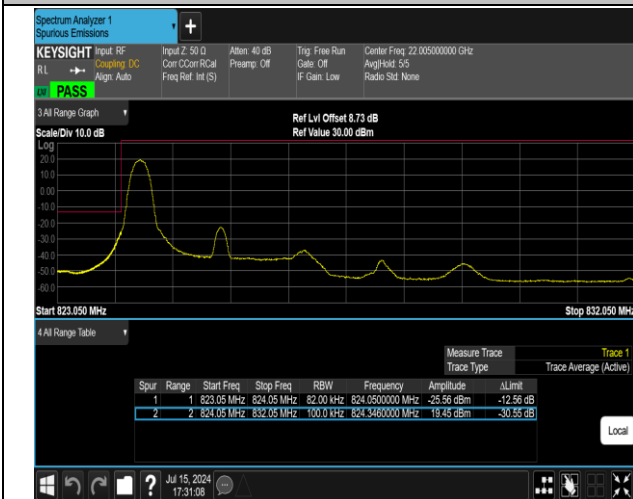 Spectrum Analyzer 1
Spurious Emissions
+
KEYSIGHT Input: RF Input Z: 50 Ω Atten: 40 dB Trig: Free Run Center Freq: 22.005000000 GHz
RL Coupling: DC Corr CCorr RCal Preamp: Off Gate: Off Avg|Hold: 5/5
Align: Auto Freq Ref: Int (S) IF Gain: Low Radio Std: None
PASS
3 All Range Graph
Ref Lvl Offset 8.73 dB
Scale/Div 10.0 dB Ref Value 30.00 dBm
Log
20.0
10.0
0.00
-10.0
-20.0
-30.0
-40.0
-50.0
-60.0
Start 823.050 MHz Stop 832.050 MHz
4 All Range Table
Measure Trace Trace 1
Trace Type Trace Average (Active)
Spur Range Start Freq Stop Freq RBW Frequency Amplitude ΔLimit
1 1 823.05 MHz 824.05 MHz 82.00 kHz 824.0500000 MHz -25.56 dBm -12.56 dB
2 2 824.05 MHz 832.05 MHz 100.0 kHz 824.3460000 MHz 19.45 dBm -30.55 dB
Local
? Jul 15, 2024
17:31:08